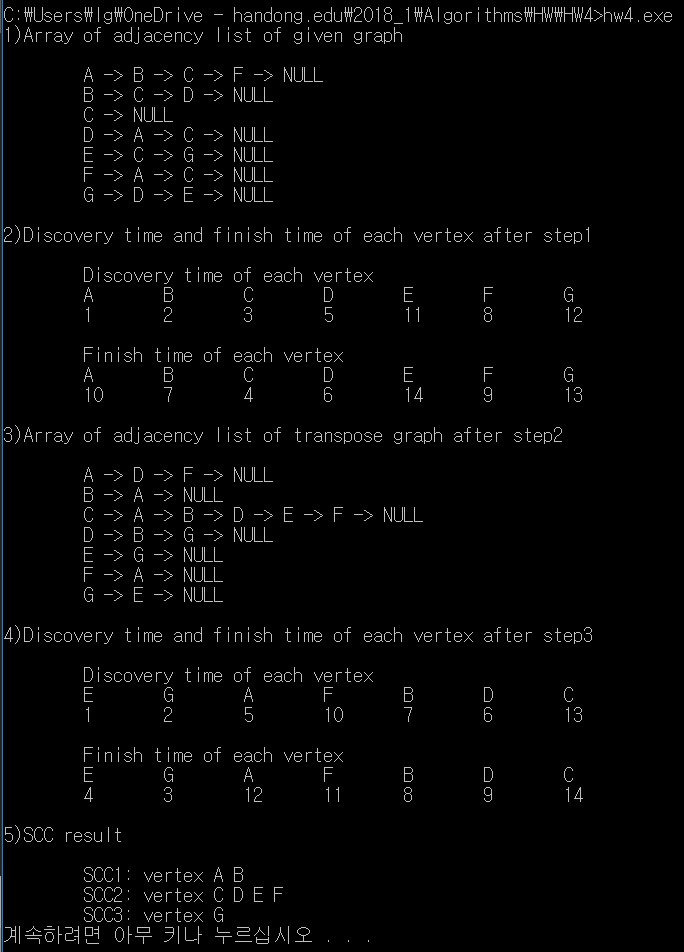 C:₩Users₩lg₩OneDrive - handong.edu₩2018_1₩Algorithms₩HW₩HW4>hw4.exe
1)Array of adjacency list of given graph
A -> B -> C -> F -> NULL
B -> C -> D -> NULL
C -> NULL
D -> A -> C -> NULL
E -> C -> G -> NULL
F -> A -> C -> NULL
G -> D -> E -> NULL
2)Discovery time and finish time of each vertex after step1
Discovery time of each vertex
A B C D E F G
1 2 3 5 11 8 12
Finish time of each vertex
A B C D E F G
10 7 4 6 14 9 13
3)Array of adjacency list of transpose graph after step2
A -> D -> F -> NULL
B -> A -> NULL
C -> A -> B -> D -> E -> F -> NULL
D -> B -> G -> NULL
E -> G -> NULL
F -> A -> NULL
G -> E -> NULL
4)Discovery time and finish time of each vertex after step3
Discovery time of each vertex
E G A F B D C
1 2 5 10 7 6 13
Finish time of each vertex
E G A F B D C
4 3 12 11 8 9 14
5)SCC result
SCC1: vertex A B
SCC2: vertex C D E F
SCC3: vertex G
계속하려면 아무 키나 누르십시오 . . .